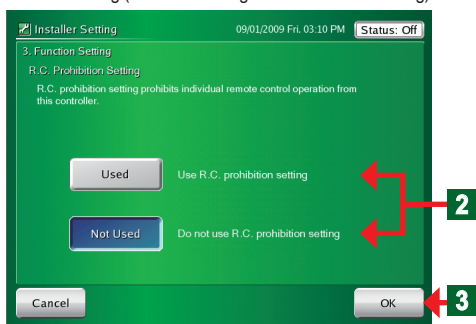 Installer Setting
09/01/2009 Fri. 03:10 PM
Status: Off
3. Function Setting
R.C. Prohibition Setting
R.C. prohibition setting prohibits individual remote control operation from
this controller.
Used
Use R.C. prohibition setting
2
Not Used
Do not use R.C. prohibition setting
Cancel
OK
3